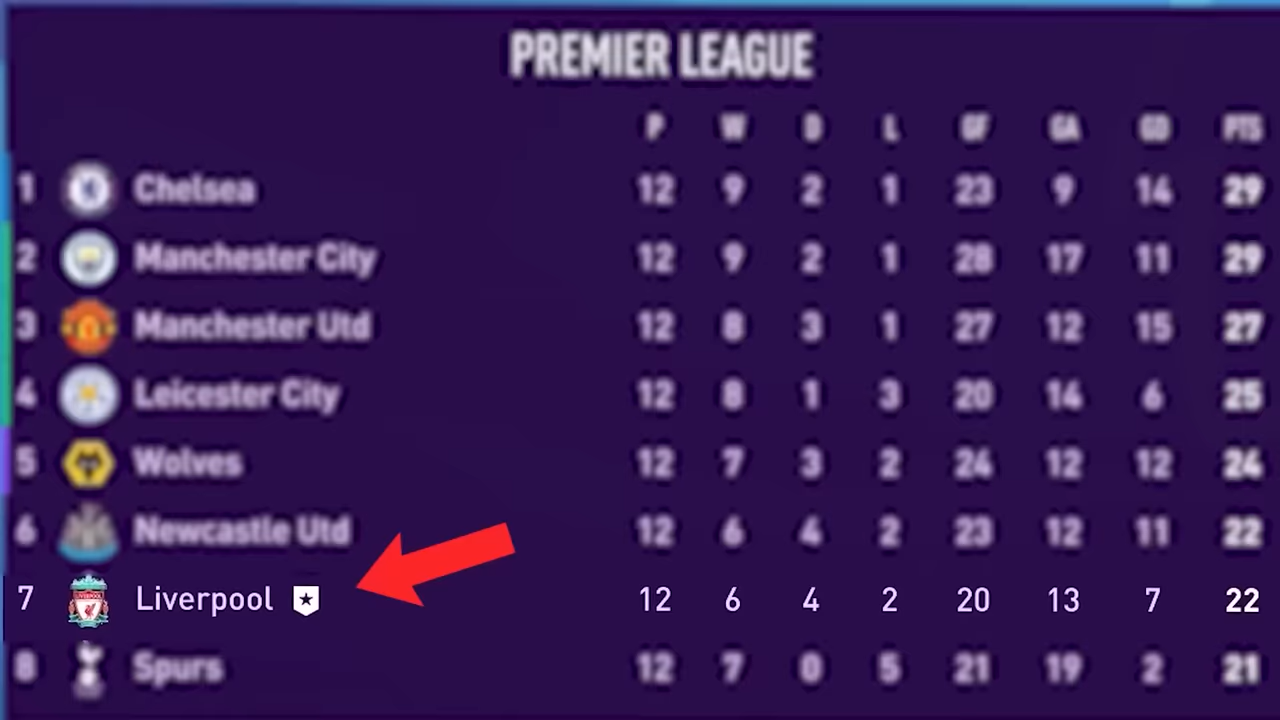 PREMIER LEAGUE
P W D L GF GA GD PTS
1 Chelsea 12 9 2 1 23 9 14 29
2 Manchester City 12 9 2 1 28 17 11 29
3 Manchester Utd 12 8 3 1 27 12 15 27
4 Leicester City 12 8 1 3 20 14 6 25
5 Wolves 12 7 3 2 24 12 12 24
6 Newcastle Utd 12 6 4 2 23 12 11 22
7 Liverpool 12 6 4 2 20 13 7 22
8 Spurs 12 7 0 5 21 19 2 21